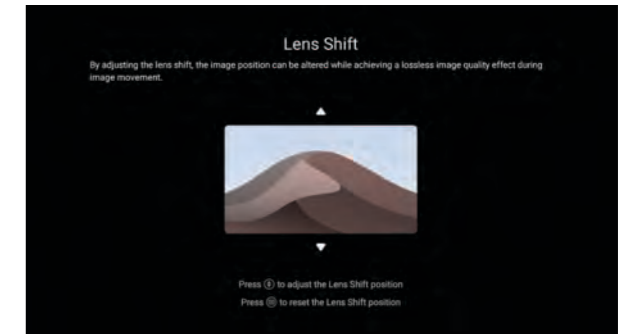 Lens Shift
By adjusting the lens shift, the image position can be altered while achieving a lossless image quality effect during
image movement.
Press to adjust the Lens Shift position
Press to reset the Lens Shift position